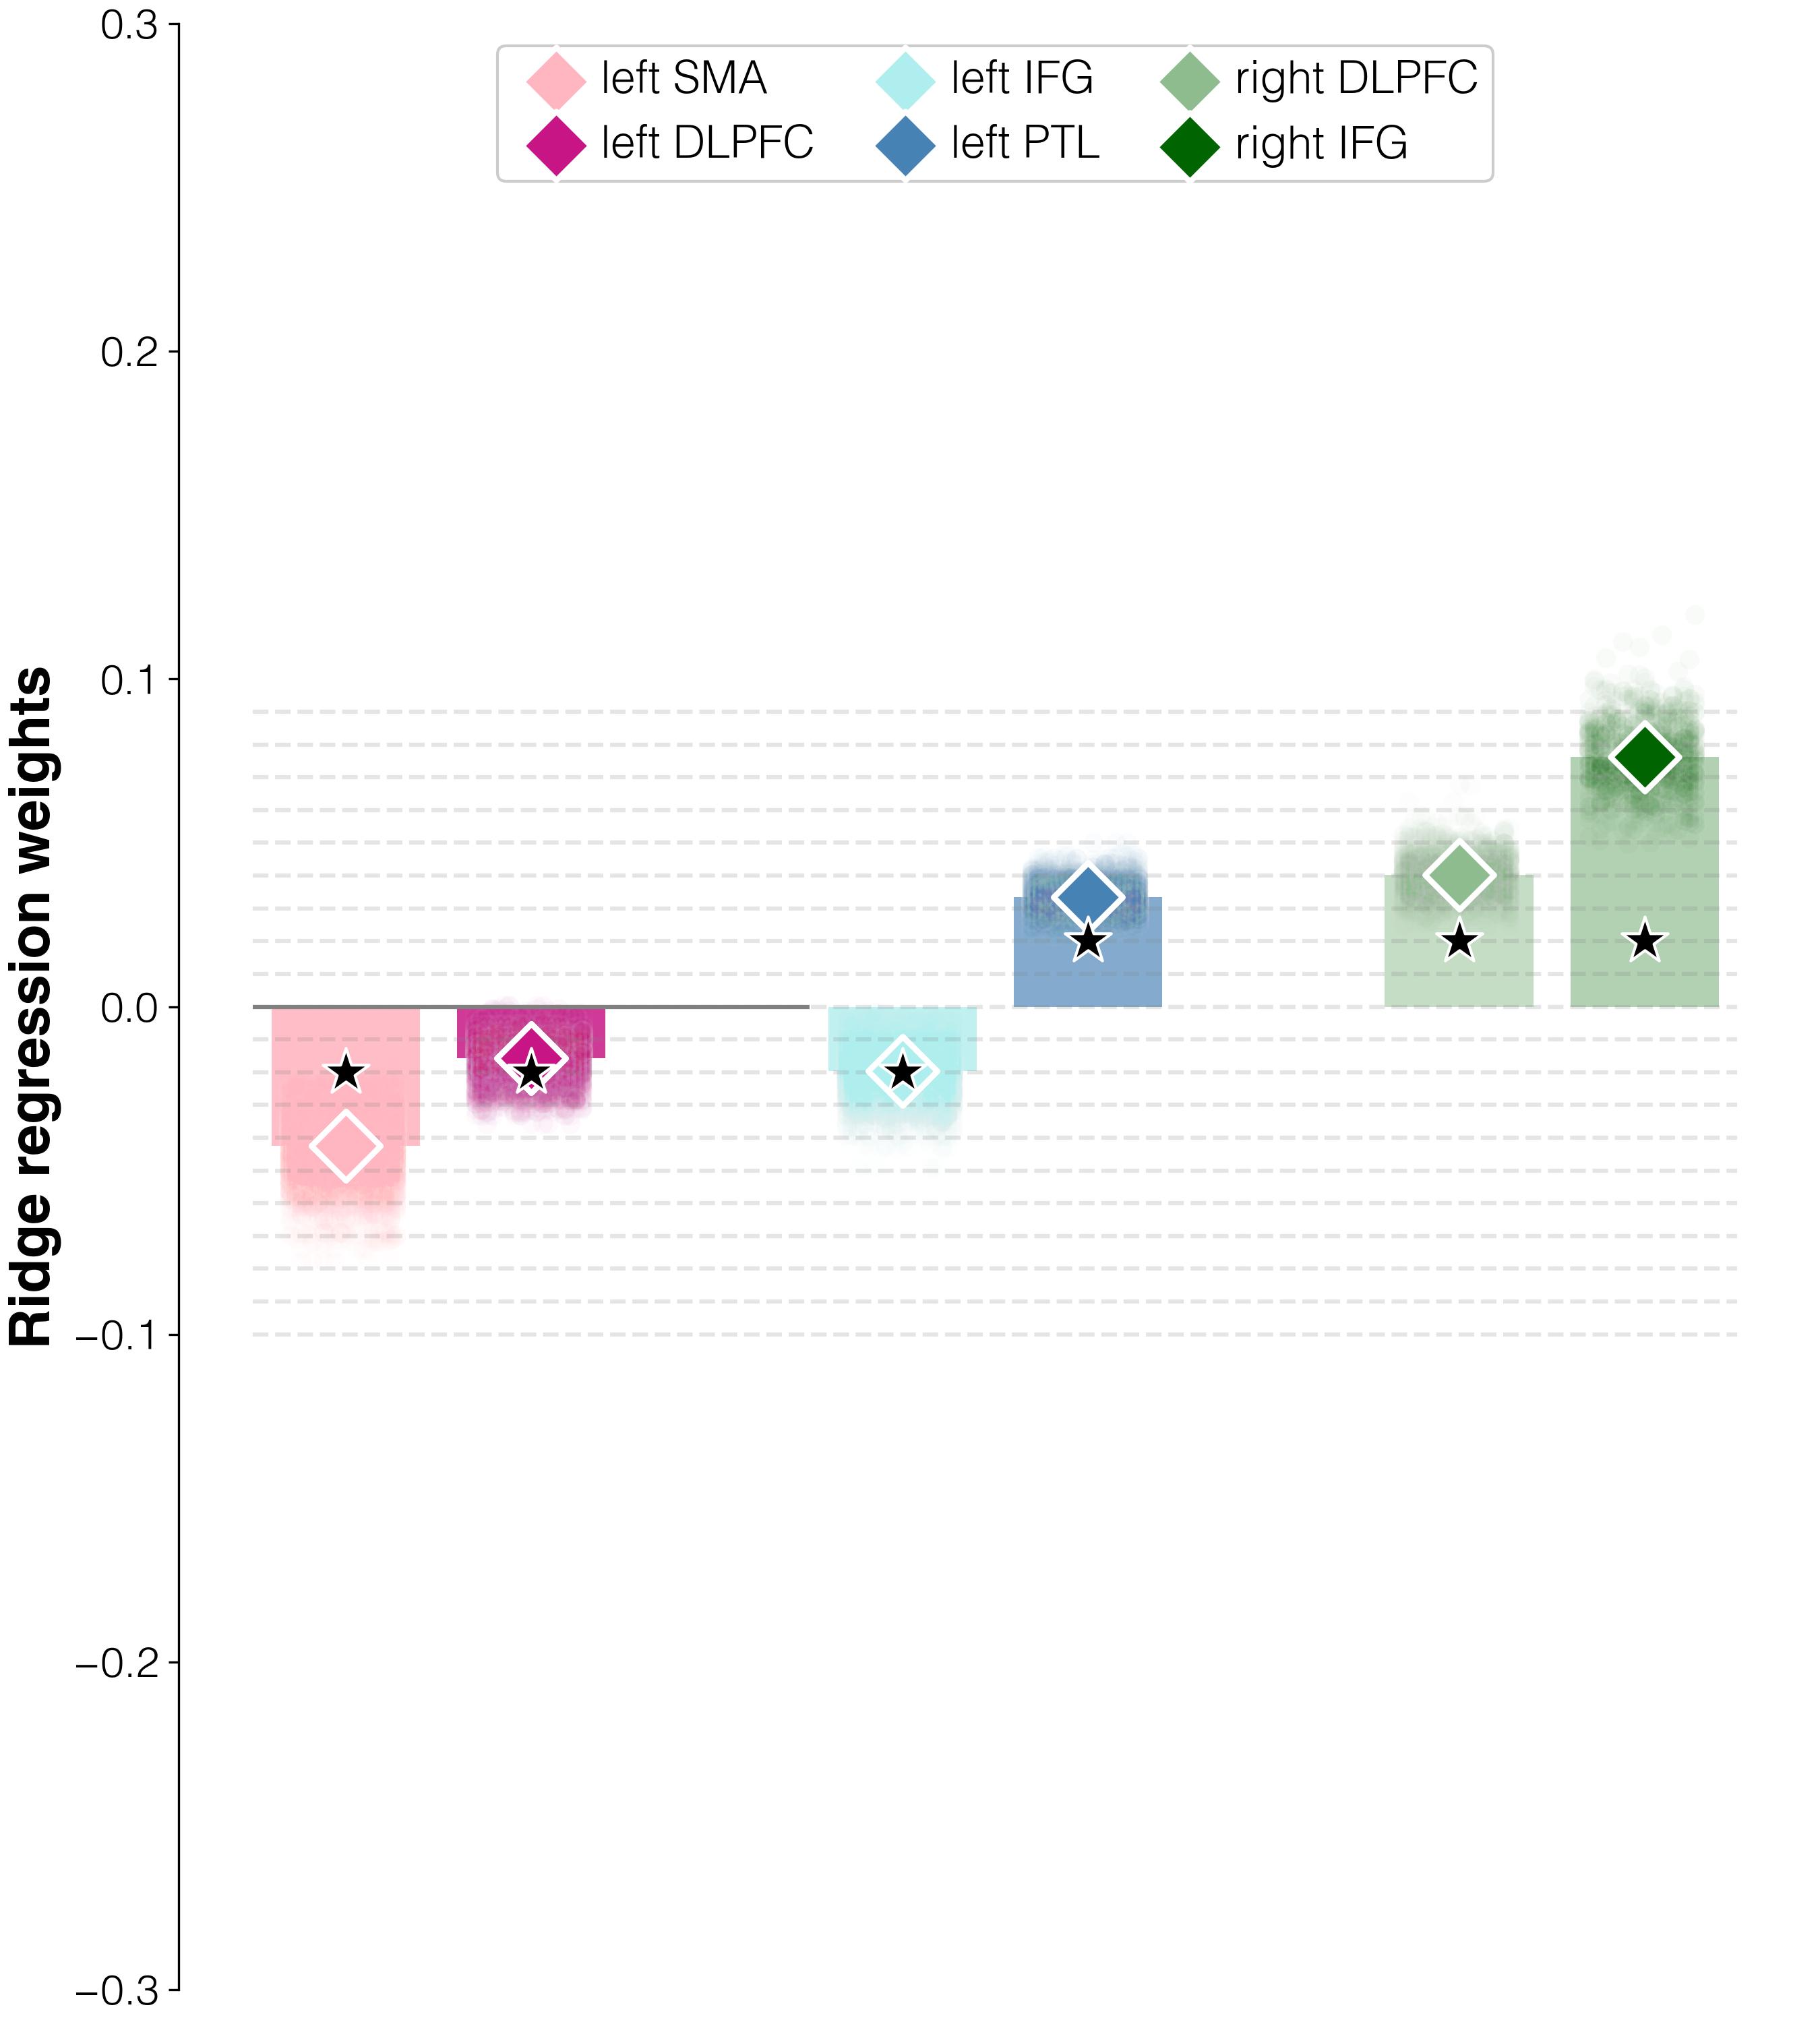 0.3
left SMA
left IFG
right DLPFC
left DLPFC
left PTL
right IFG
0.2
0.1
0.0
−0.1
−0.2
−0.3
Ridge regression weights